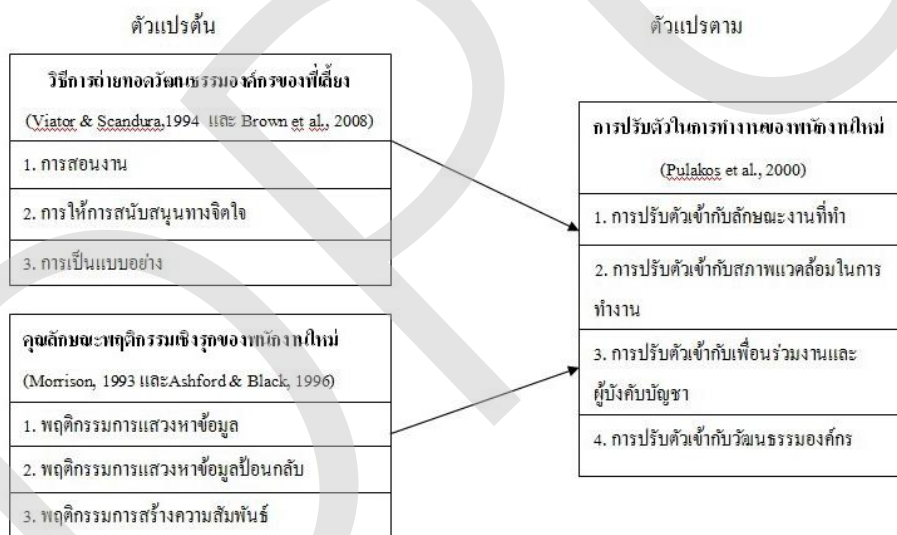 ตัวแปรต้น
วิธีการถ่ายทอดวัฒนธรรมองค์กรของพี่เลี้ยง
(Viator & Scandura,1994 และ Brown et al., 2008)
1. การสอนงาน
2. การให้การสนับสนุนทางจิตใจ
3. การเป็นแบบอย่าง
คุณลักษณะพฤติกรรมเชิงรุกของพนักงานใหม่
(Morrison, 1993 และAshford & Black, 1996)
1. พฤติกรรมการแสวงหาข้อมูล
2. พฤติกรรมการแสวงหาข้อมูลป้อนกลับ
3. พฤติกรรมการสร้างความสัมพันธ์
ตัวแปรตาม
การปรับตัวในการทำงานของพนักงานใหม่
(Pulakos et al., 2000)
1. การปรับตัวเข้ากับลักษณะงานที่ทำ
2. การปรับตัวเข้ากับสภาพแวดล้อมในการ
ทำงาน
3. การปรับตัวเข้ากับเพื่อนร่วมงานและ
ผู้บังคับบัญชา
4. การปรับตัวเข้ากับวัฒนธรรมองค์กร